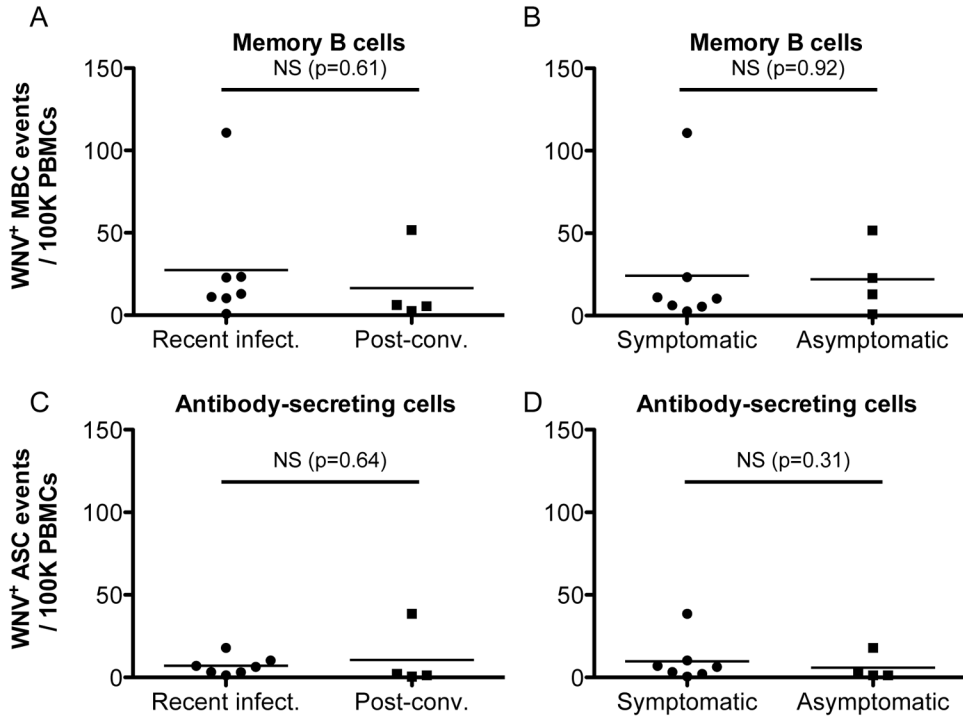 A
Memory B cells
NS (p=0.61)
WNV⁺ MBC events
/ 100K PBMCs
150
100
50
0
Recent infect.
Post-conv.
B
Memory B cells
NS (p=0.92)
150
100
50
0
Symptomatic
Asymptomatic
C
Antibody-secreting cells
NS (p=0.64)
WNV⁺ ASC events
/ 100K PBMCs
150
100
50
0
Recent infect.
Post-conv.
D
Antibody-secreting cells
NS (p=0.31)
150
100
50
0
Symptomatic
Asymptomatic